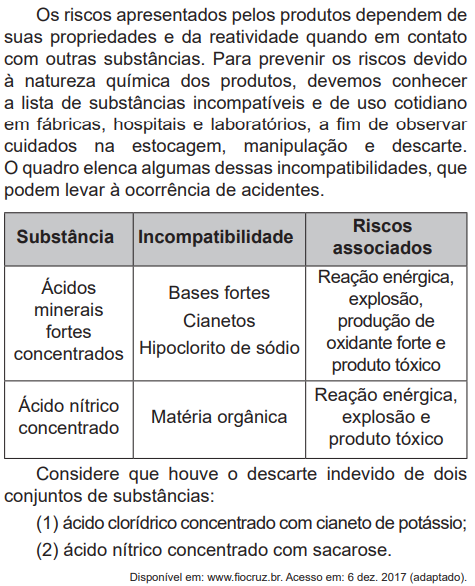 Os riscos apresentados pelos produtos dependem de
suas propriedades e da reatividade quando em contato
com outras substâncias. Para prevenir os riscos devido
à natureza química dos produtos, devemos conhecer
a lista de substâncias incompatíveis e de uso cotidiano
em fábricas, hospitais e laboratórios, a fim de observar
cuidados na estocagem, manipulação e descarte.
O quadro elenca algumas dessas incompatibilidades, que
podem levar à ocorrência de acidentes.
Substância
Incompatibilidade
Riscos
associados
Ácidos
minerais
fortes
concentrados
Bases fortes
Cianetos
Hipoclorito de sódio
Reação enérgica,
explosão,
produção de
oxidante forte e
produto tóxico
Ácido nítrico
concentrado
Matéria orgânica
Reação enérgica,
explosão e
produto tóxico
Considere que houve o descarte indevido de dois
conjuntos de substâncias:
(1) ácido clorídrico concentrado com cianeto de potássio;
(2) ácido nítrico concentrado com sacarose.
Disponível em: www.fiocruz.br. Acesso em: 6 dez. 2017 (adaptado).